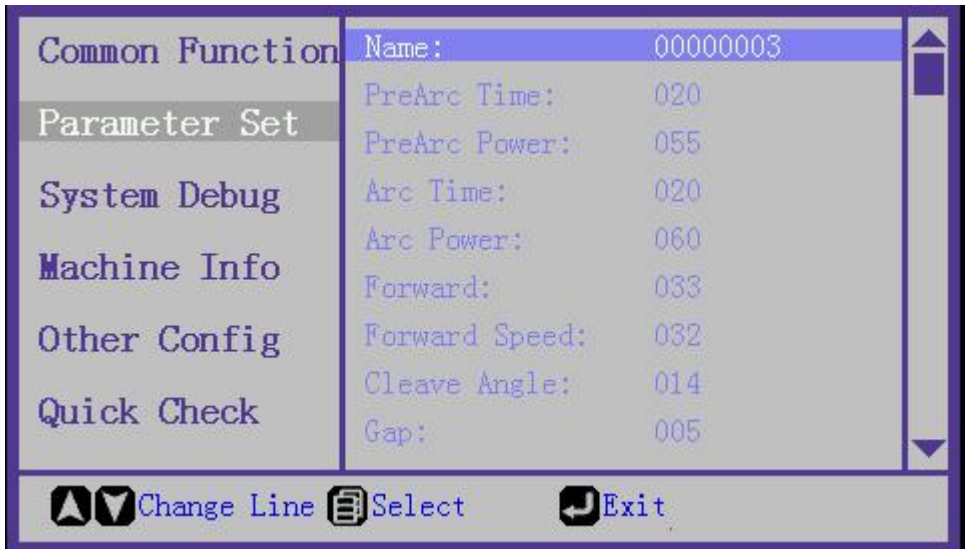 Common Function
Parameter Set
System Debug
Machine Info
Other Config
Quick Check
Name: 00000003
PreArc Time: 020
PreArc Power: 055
Arc Time: 020
Arc Power: 060
Forward: 033
Forward Speed: 032
Cleave Angle: 014
Gap: 005
Change Line Select Exit